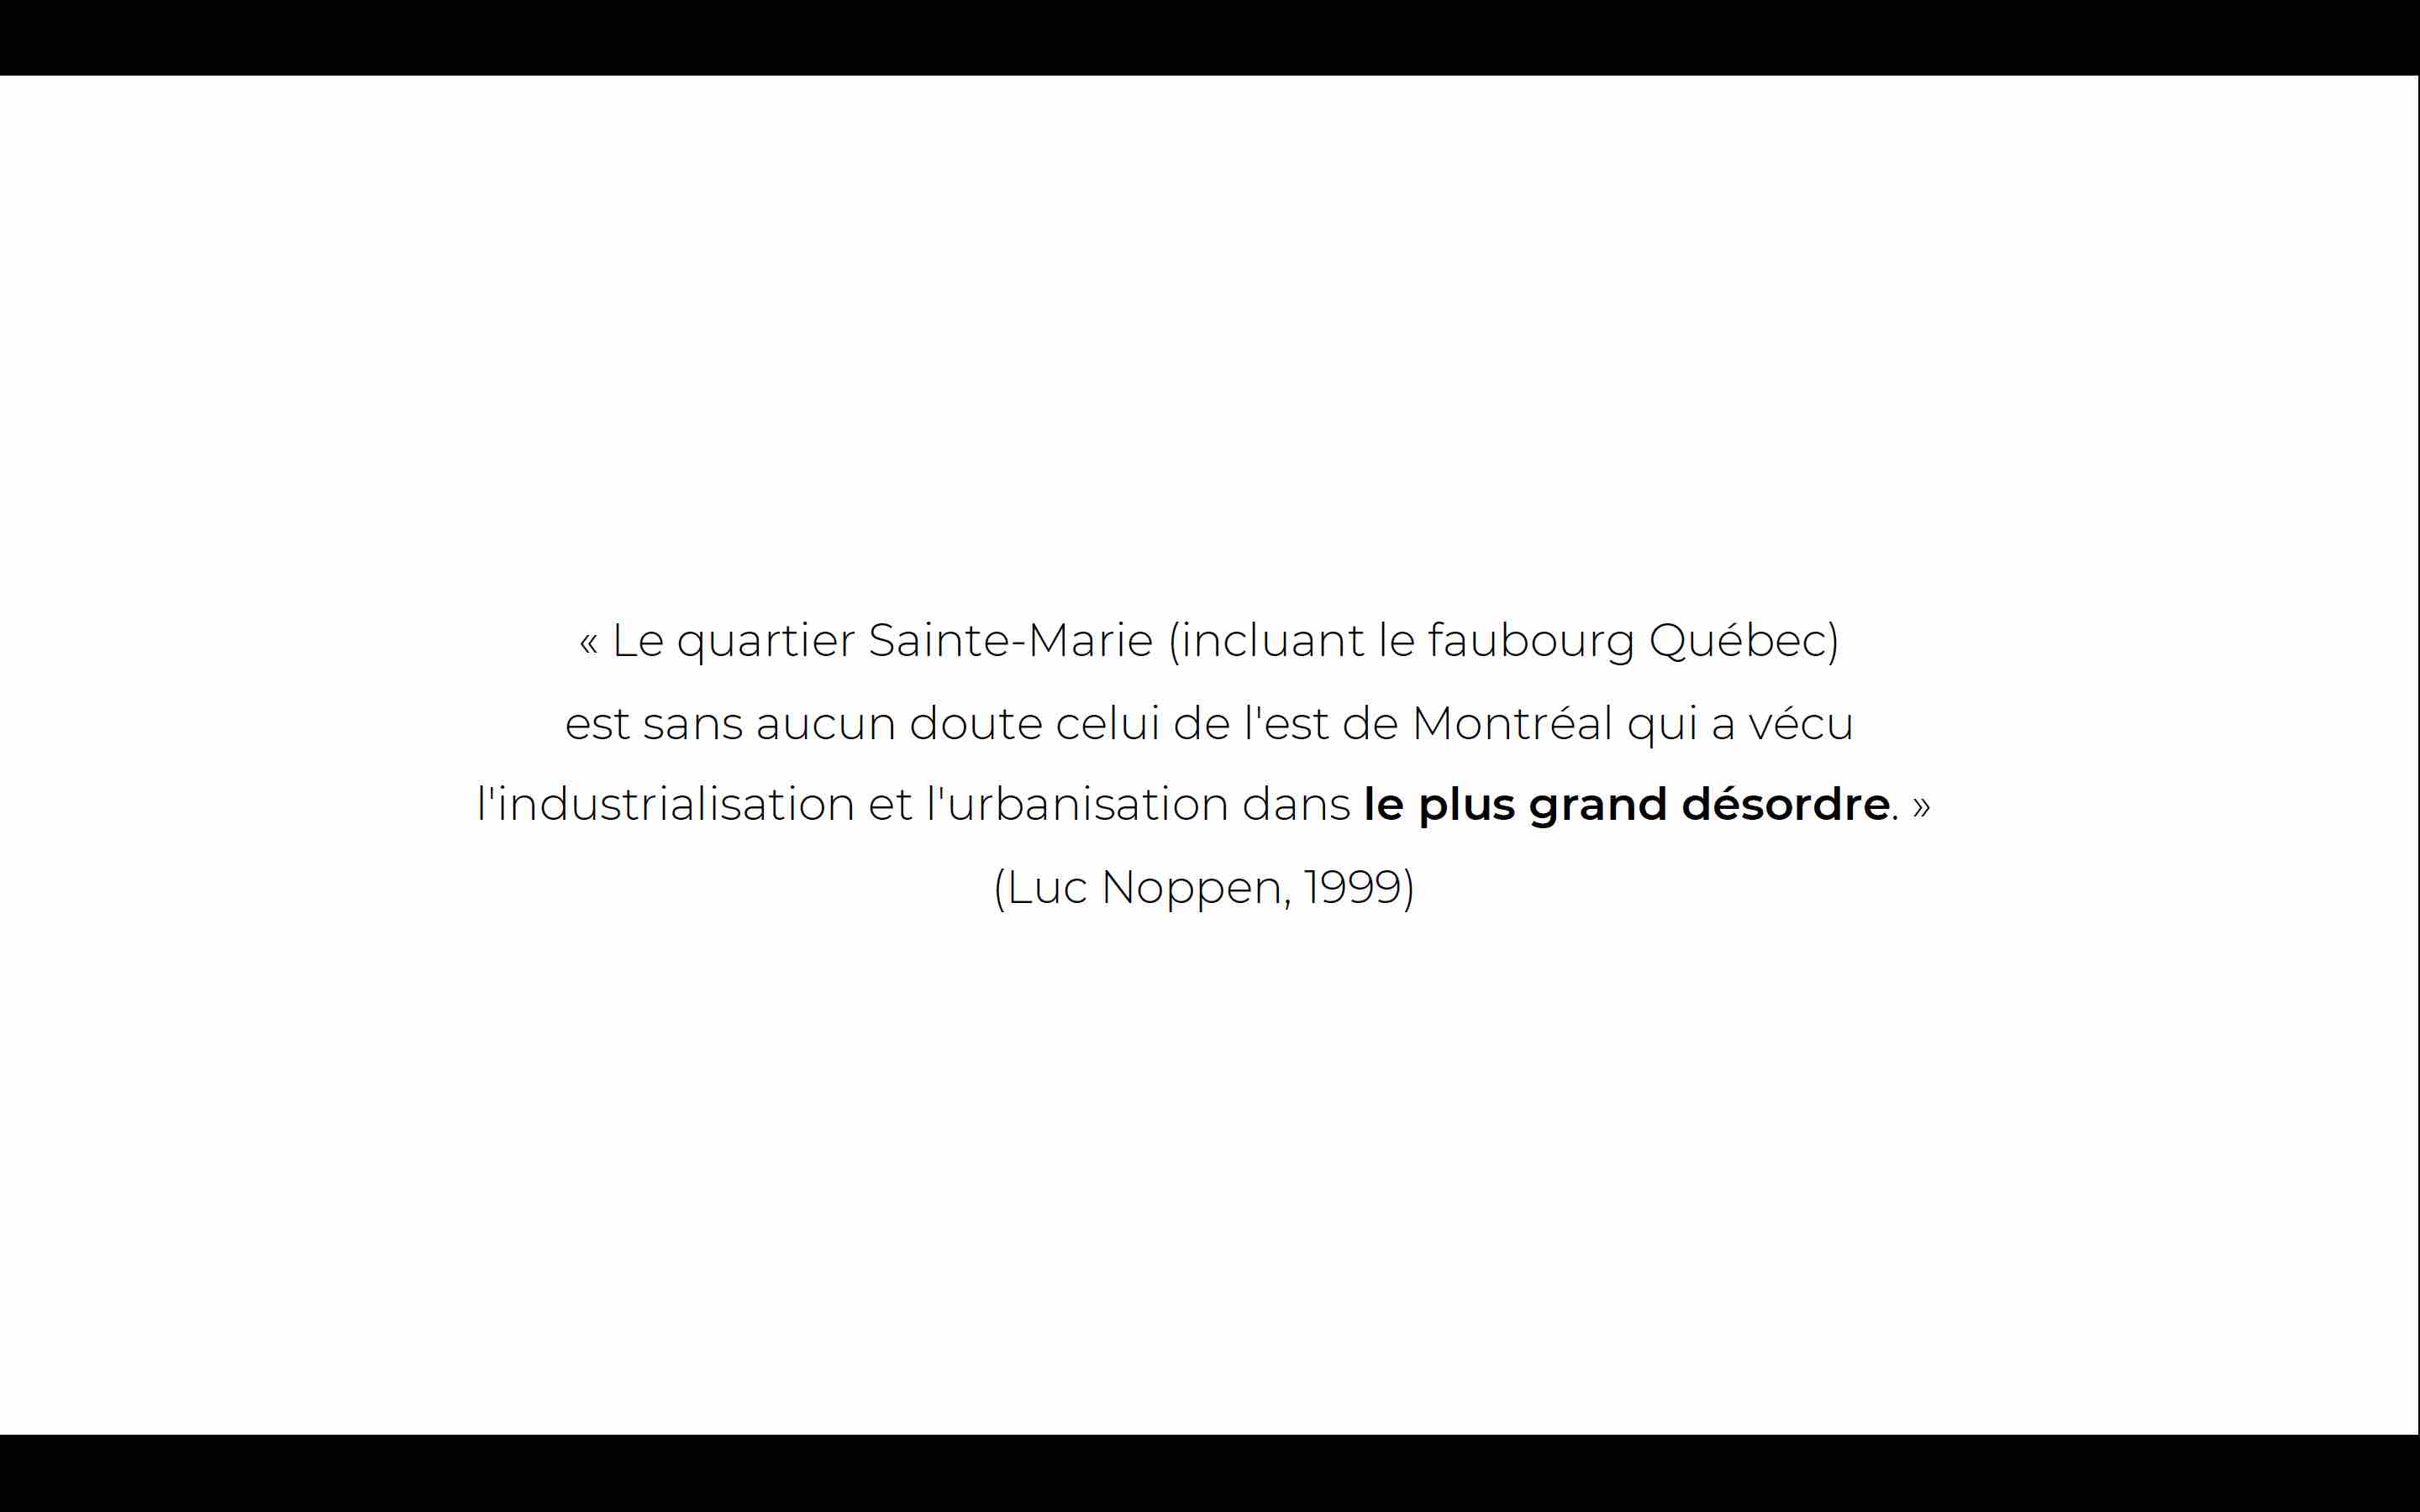 « Le quartier Sainte-Marie (incluant le faubourg Québec)
est sans aucun doute celui de l'est de Montréal qui a vécu
l'industrialisation et l'urbanisation dans le plus grand désordre. »
(Luc Noppen, 1999)